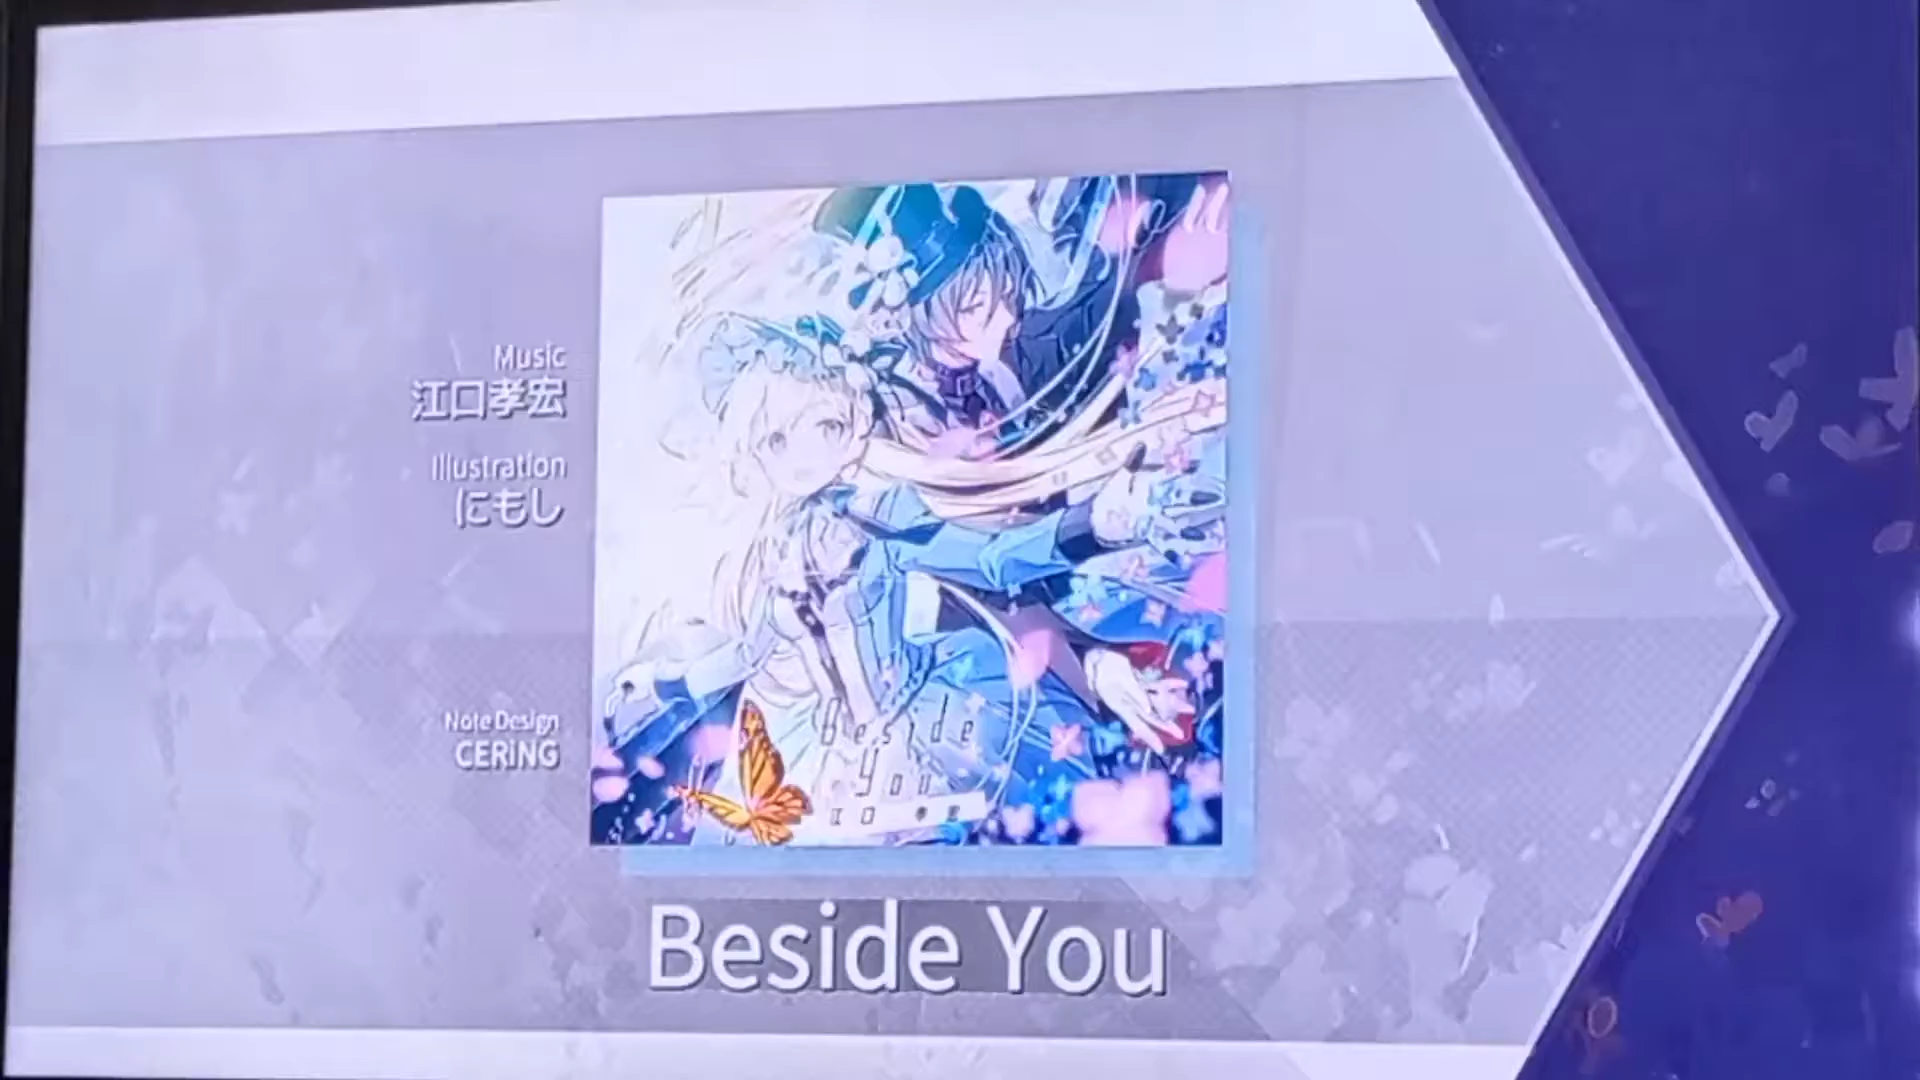 Music
江口孝宏
Illustration
にもし
Note Design
CERiNG
Beside
You
Beside You